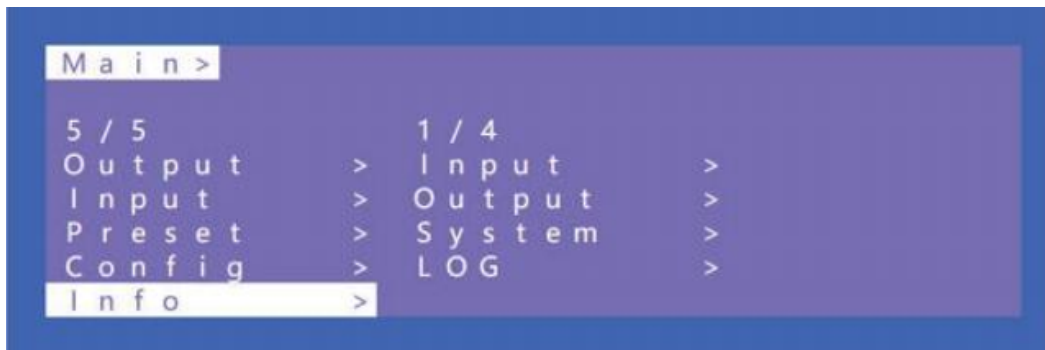 Main>
5/5 1/4
Output > Input >
Input > Output >
Preset > System >
Config > LOG >
Info >